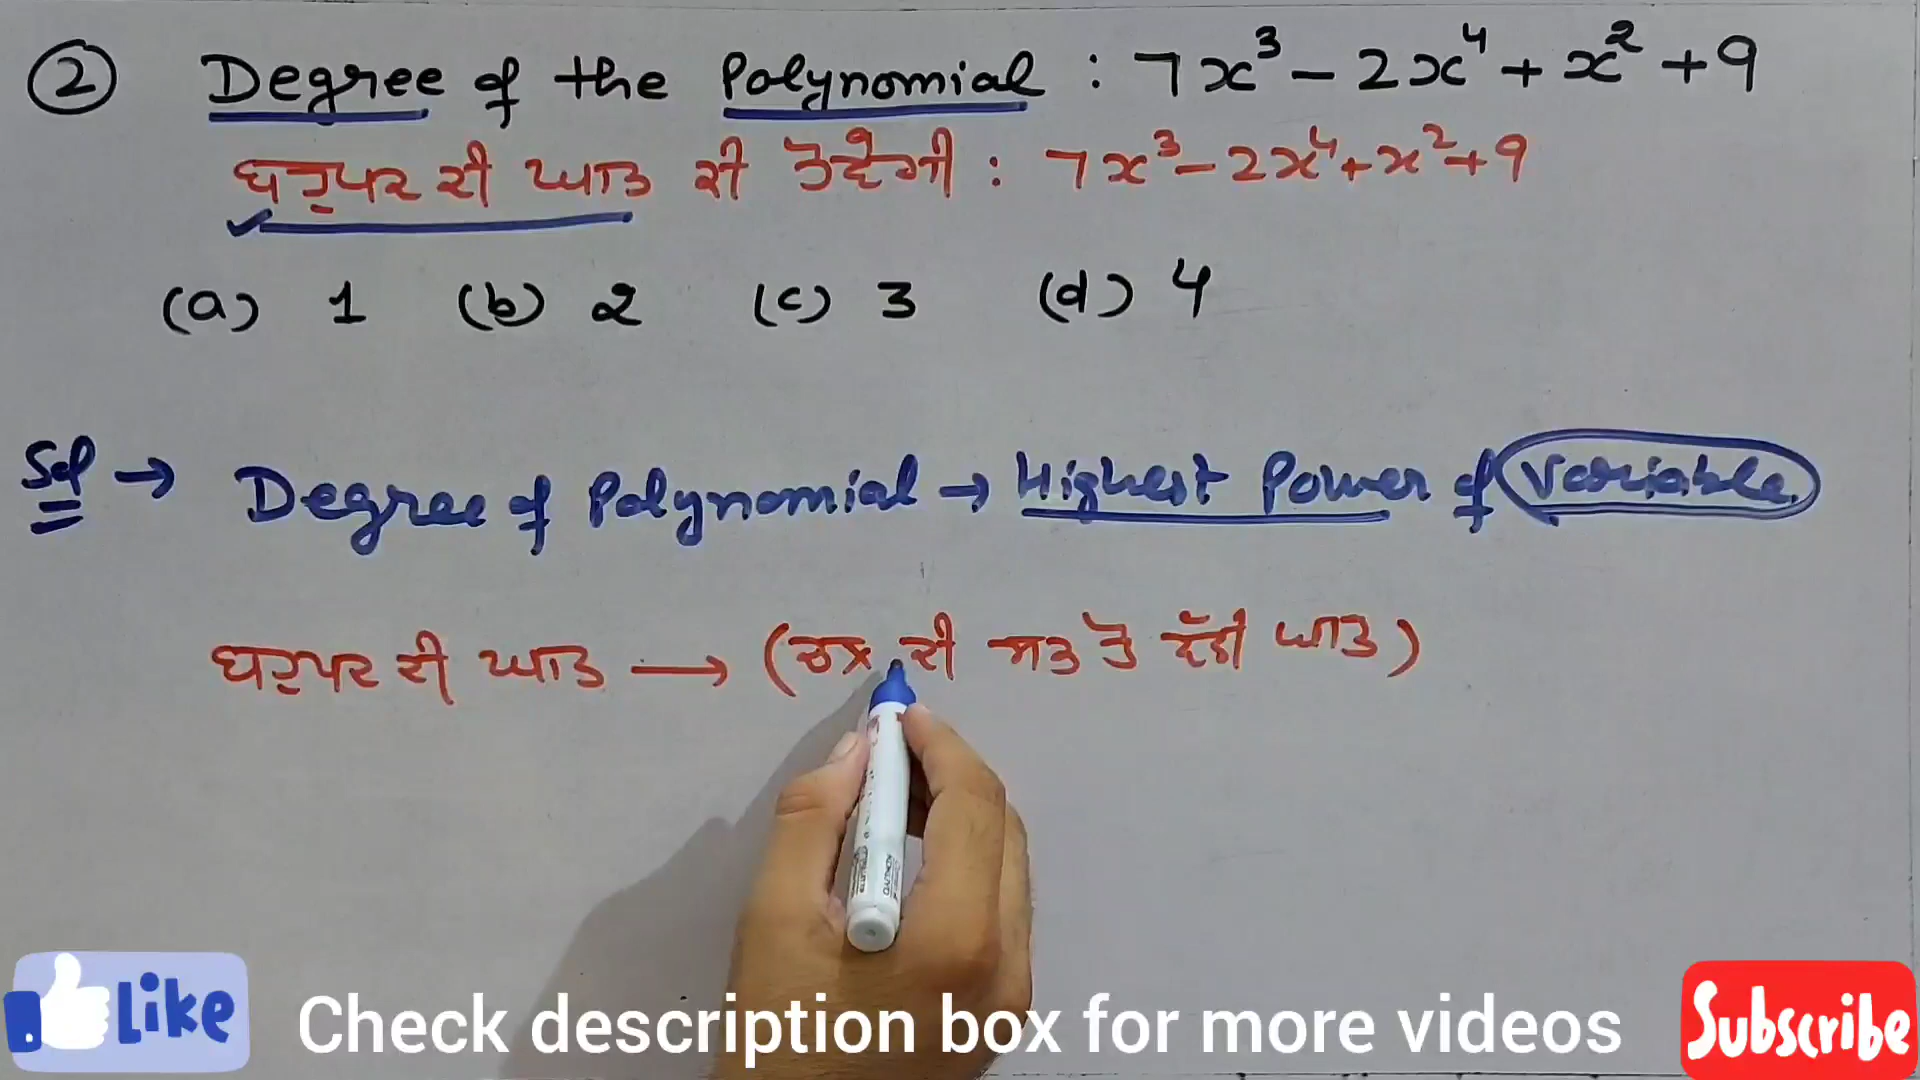 ② Degree of the Polynomial : 7x³ - 2x⁴ + x² + 9
ਬਹੁਪਦ ਦੀ ਘਾਤ ਕੀ ਹੋਵੇਗੀ : 7x³ - 2x⁴ + x² + 9
(a) 1 (b) 2 (c) 3 (d) 4
Sol → Degree of Polynomial → Highest Power of Variable
ਬਹੁਪਦ ਦੀ ਘਾਤ → (ਚਲ ਦੀ ਸਭ ਤੋਂ ਵੱਡੀ ਘਾਤ)
Like
Check description box for more videos
Subscribe